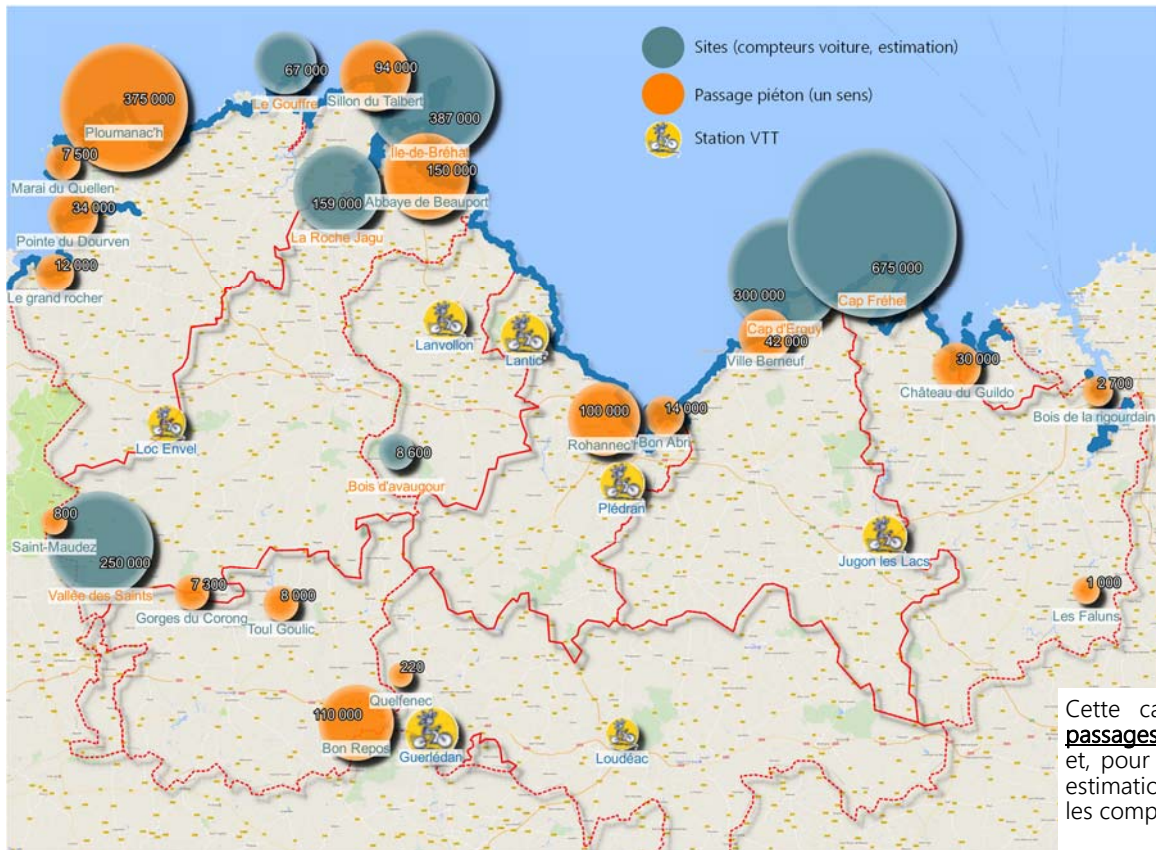 Sites (compteurs voiture, estimation)
Passage piéton (un sens)
Station VTT
375 000
Ploumanac'h
67 000
Le Gouffre
94 000
Sillon du Talbert
387 000
Île-de-Bréhat
150 000
Abbaye de Beauport
159 000
La Roche Jagu
7 500
Marai du Quellen
34 000
Pointe du Dourven
12 000
Le grand rocher
675 000
Cap Fréhel
300 000
Cap d'Erquy
42 000
Ville Berneuf
30 000
Château du Guildo
2 700
Bois de la rigourdain
Lanvollon
Lantic
Loc Envel
8 600
Bois d'avaugour
100 000
Rohannec'h
14 000
Bon Abri
Plédran
Jugon les Lacs
800
Saint-Maudez
250 000
Vallée des Saints
7 300
Gorges du Corong
8 000
Toul Goulic
1 000
Les Faluns
220
Quelfenec
110 000
Bon Repos
Guerlédan
Loudéac
Cette ca
passages
et, pour
estimatio
les comp